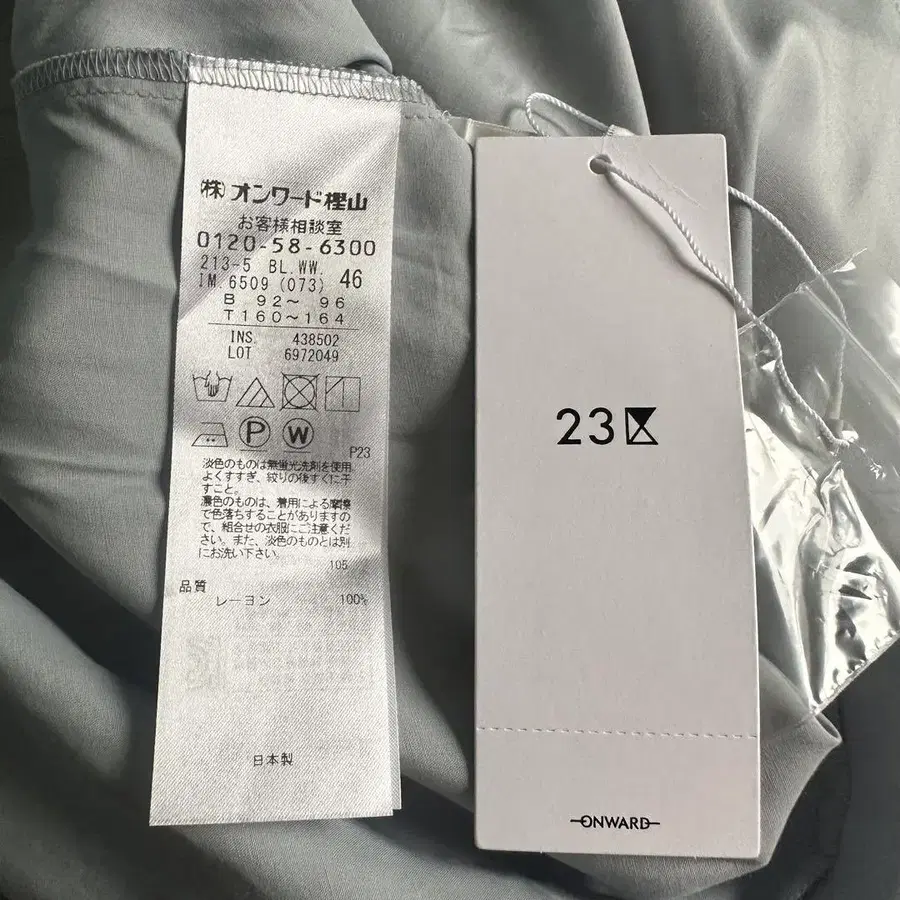 (株)オンワード樫山
お客様相談室
0120-58-6300
213-5 BL.WW.
IM.6509 (073) 46
B 92～ 96
T160～164
INS. 438502
LOT 6972049
P
W
P23
淡色のものは無蛍光洗剤を使用
よくすすぎ、絞りの後すぐに干
すこと。
濃色のものは、着用による摩擦
で色落ちすることがありますの
で、組合せの衣服にご注意くだ
さい。また、淡色のものとは別
にお洗い下さい。
105
品質
レーヨン 100%
日本製
23
ONWARD